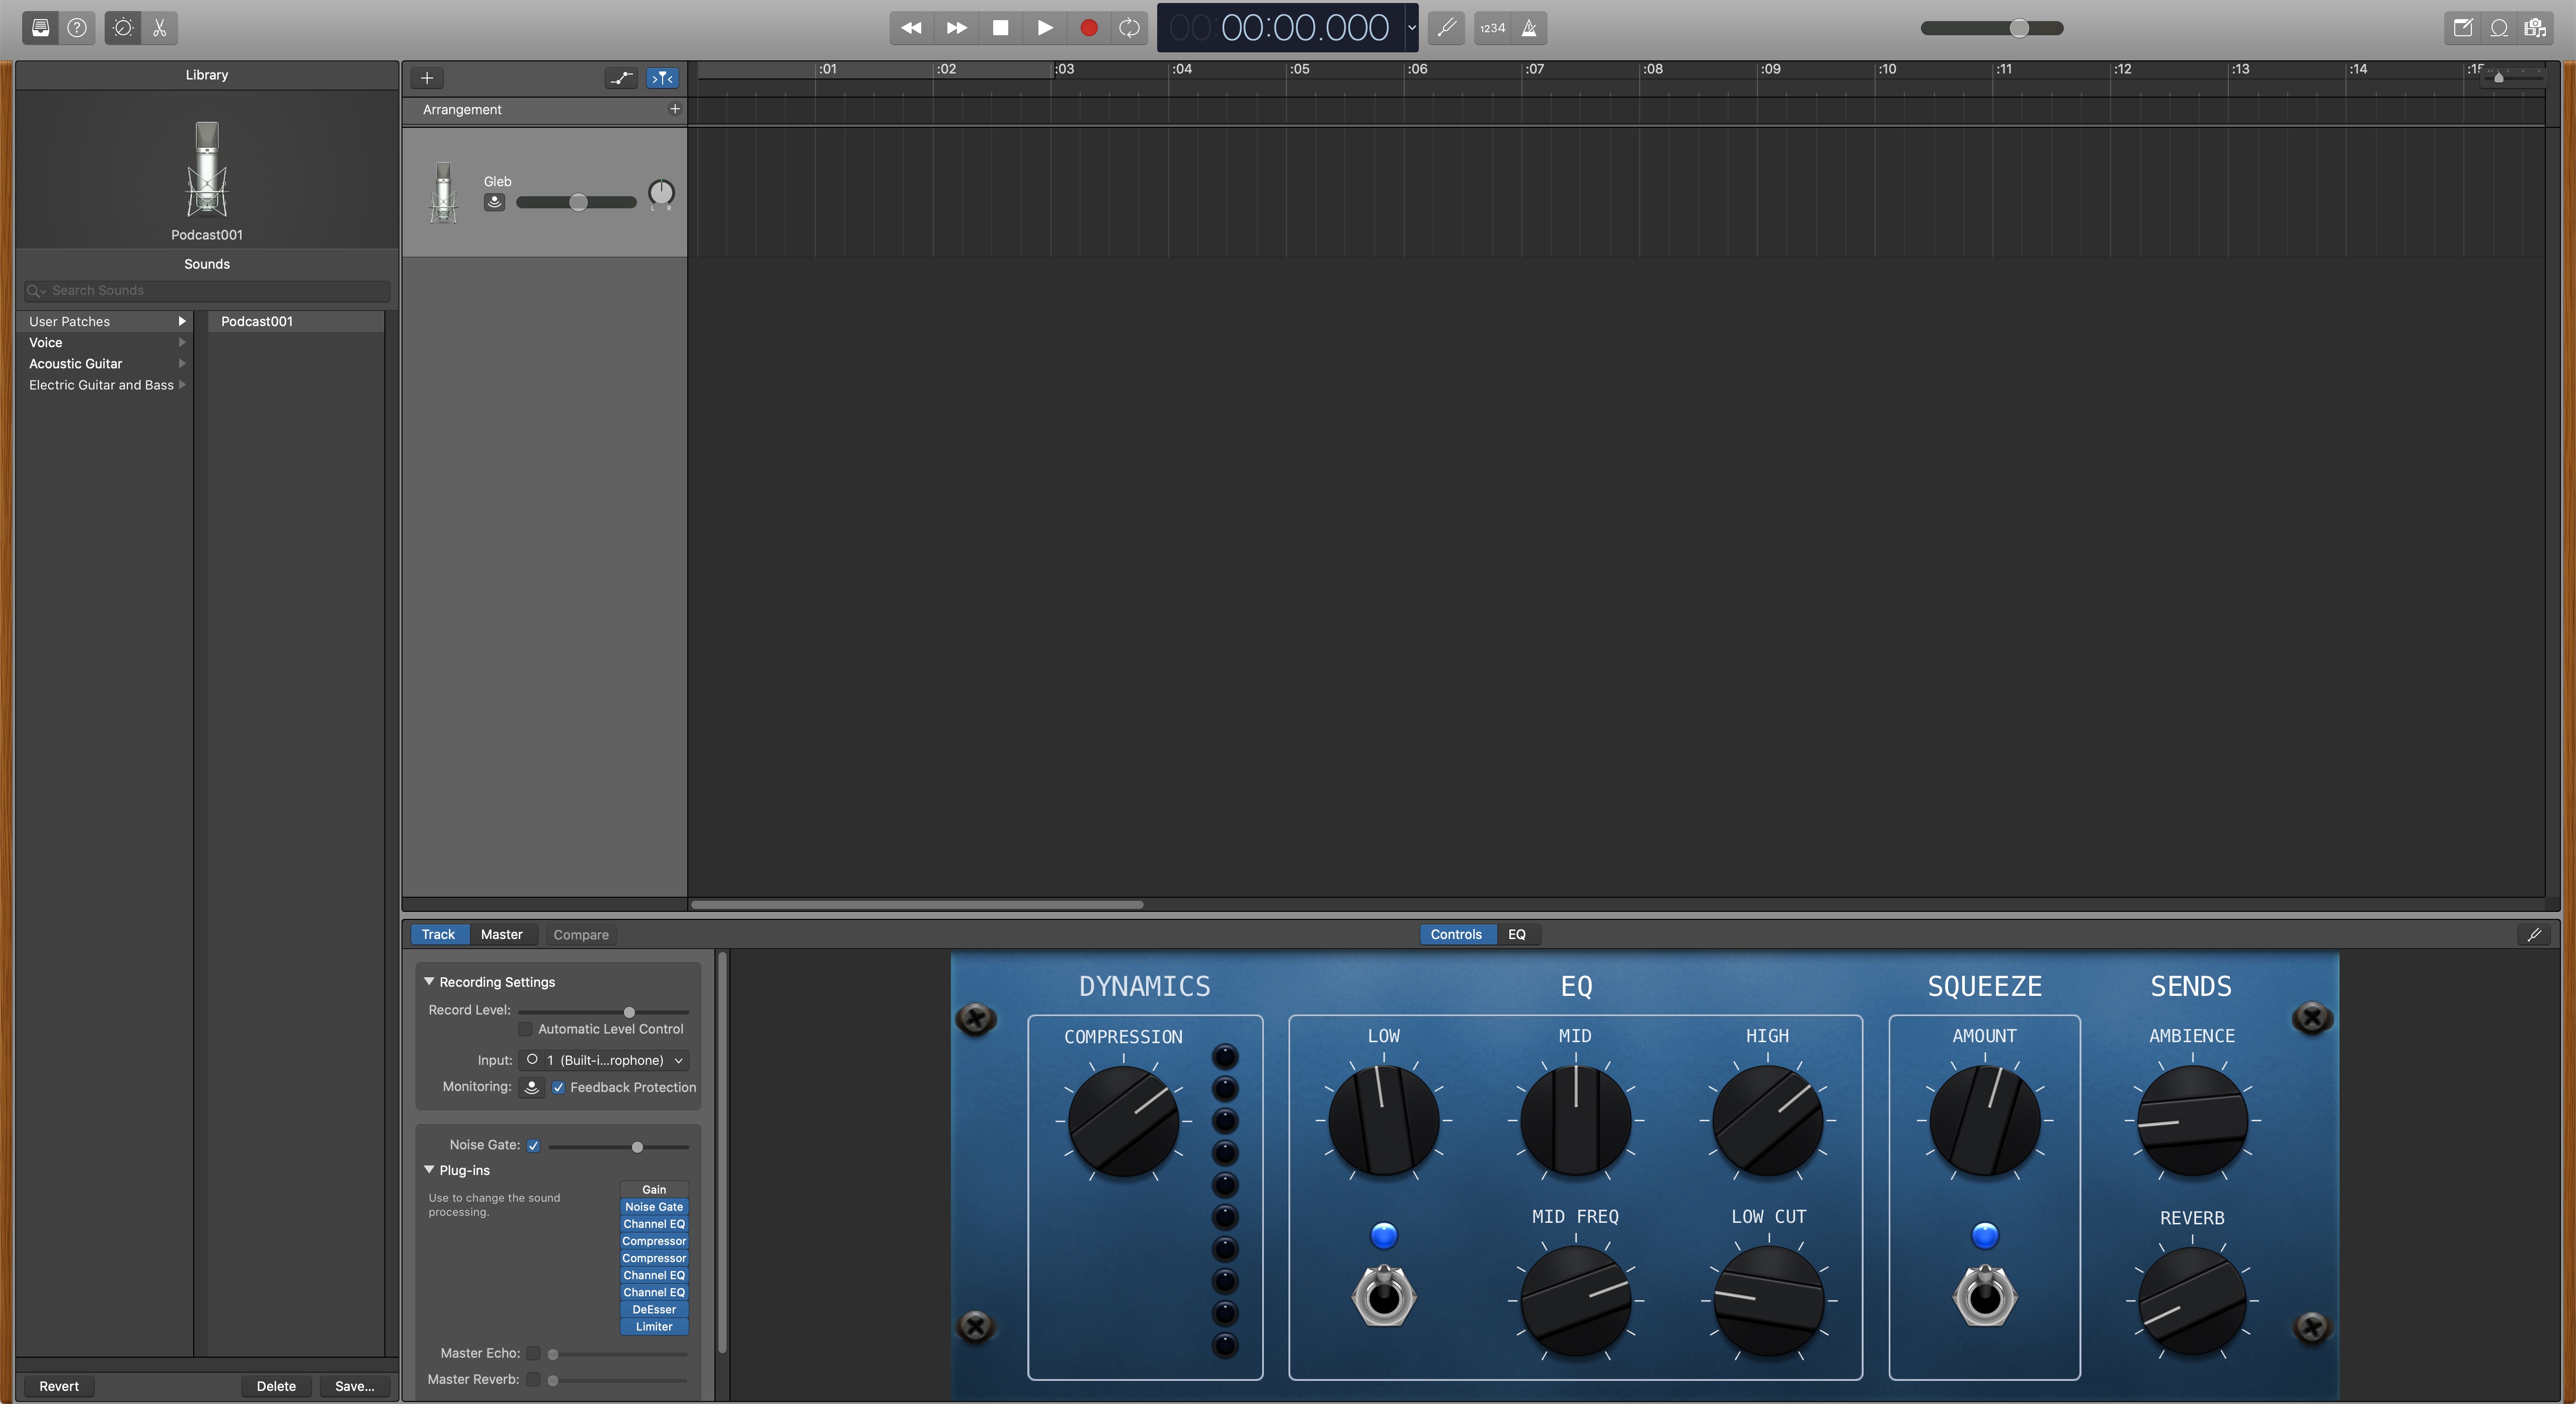 00:00:00.000
1234
Library
Podcast001
Sounds
Search Sounds
User Patches
Podcast001
Voice
Acoustic Guitar
Electric Guitar and Bass
Revert
Delete
Save...
:01 :02 :03 :04 :05 :06 :07 :08 :09 :10 :11 :12 :13 :14
Arrangement
Gleb
L R
Track
Master
Compare
Controls
EQ
Recording Settings
Record Level:
Automatic Level Control
Input: 1 (Built-i...rophone)
Monitoring: Feedback Protection
Noise Gate:
Plug-ins
Use to change the sound
processing.
Gain
Noise Gate
Channel EQ
Compressor
Compressor
Channel EQ
Channel EQ
DeEsser
Limiter
Master Echo:
Master Reverb:
DYNAMICS
COMPRESSION
EQ
LOW
MID
HIGH
MID FREQ
LOW CUT
SQUEEZE
AMOUNT
SENDS
AMBIENCE
REVERB